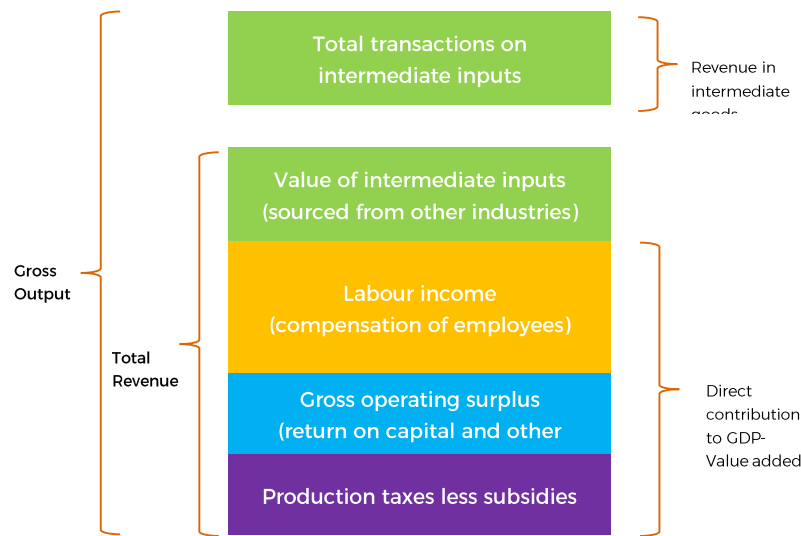 Total transactions on
intermediate inputs
Revenue in
intermediate
goods
Value of intermediate inputs
(sourced from other industries)
Gross
Output
Labour income
(compensation of employees)
Total
Revenue
Gross operating surplus
(return on capital and other
Direct
contribution
to GDP-
Value added
Production taxes less subsidies